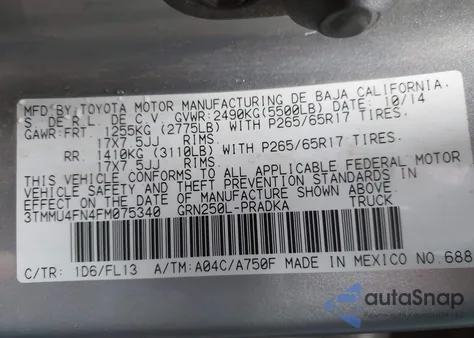 MFD.BY:TOYOTA MOTOR MANUFACTURING DE BAJA CALIFORNIA.
S DE R.L. DE C.V. GVWR:2490KG(5500LB) DATE: 10/14
GAWR:FRT. 1255KG (2775LB) WITH P265/65R17 TIRES.
17X7.5JJ RIMS.
RR. 1410KG (3110LB) WITH P265/65R17 TIRES.
17X7.5JJ RIMS
THIS VEHICLE CONFORMS TO ALL APPLICABLE FEDERAL MOTOR
VEHICLE SAFETY AND THEFT PREVENTION STANDARDS IN
EFFECT ON THE DATE OF MANUFACTURE SHOWN ABOVE.
3TMMU4FN4FM075340 GRN250L-PRADKA TRUCK
C/TR: 1D6/FL13 A/TM:A04C/A750F MADE IN MEXICO NO.688
autoSnap